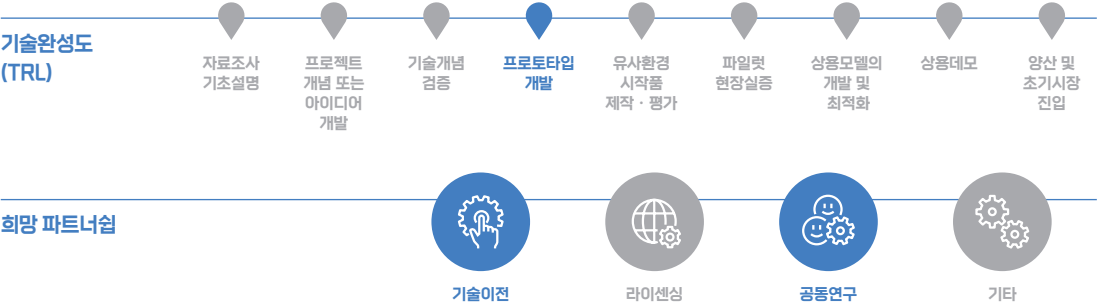 기술완성도
(TRL)
자료조사
기초설명
프로젝트
개념 또는
아이디어
개발
기술개념
검증
프로토타입
개발
유사환경
시작품
제작 · 평가
파일럿
현장실증
상용모델의
개발 및
최적화
상용데모
양산 및
초기시장
진입
희망 파트너쉽
기술이전
라이센싱
공동연구
기타